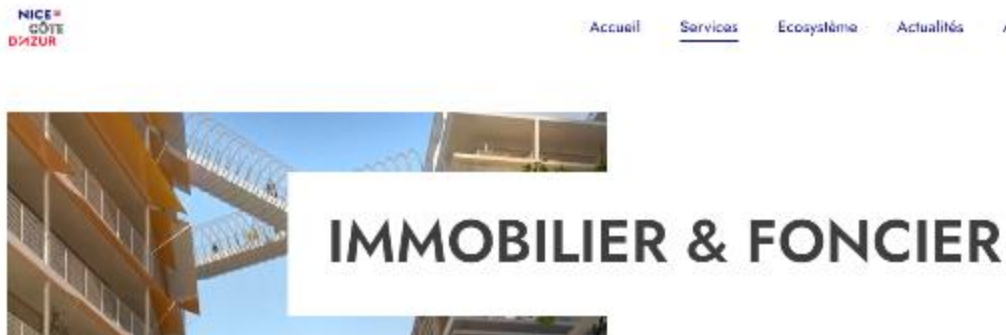 NICE
CÔTE
D'AZUR
Accueil Services Ecosystème Actualités
IMMOBILIER & FONCIER